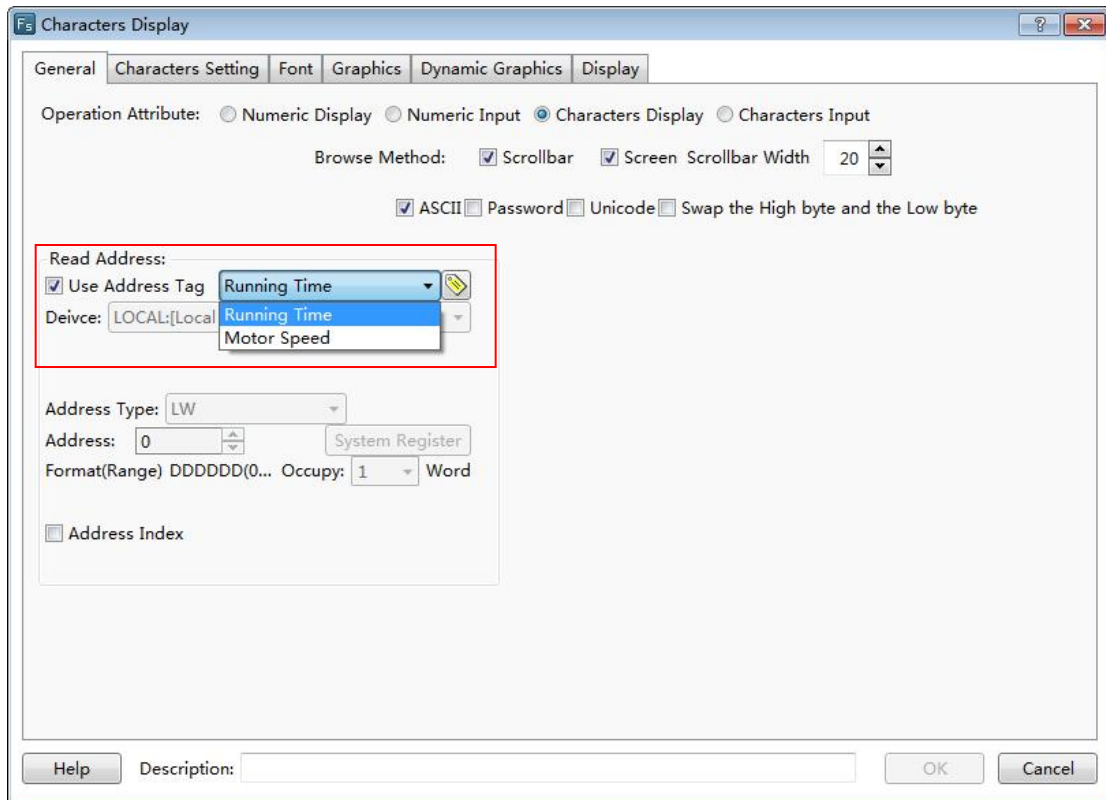 Fs Characters Display
General Characters Setting Font Graphics Dynamic Graphics Display
Operation Attribute: Numeric Display Numeric Input Characters Display Characters Input
Browse Method: Scrollbar Screen Scrollbar Width 20
ASCII Password Unicode Swap the High byte and the Low byte
Read Address:
Use Address Tag Running Time
Deivce: LOCAL:[Local Running Time
Motor Speed
Address Type: LW
Address: 0 System Register
Format(Range) DDDDDD(0... Occupy: 1 Word
Address Index
Help Description: OK Cancel